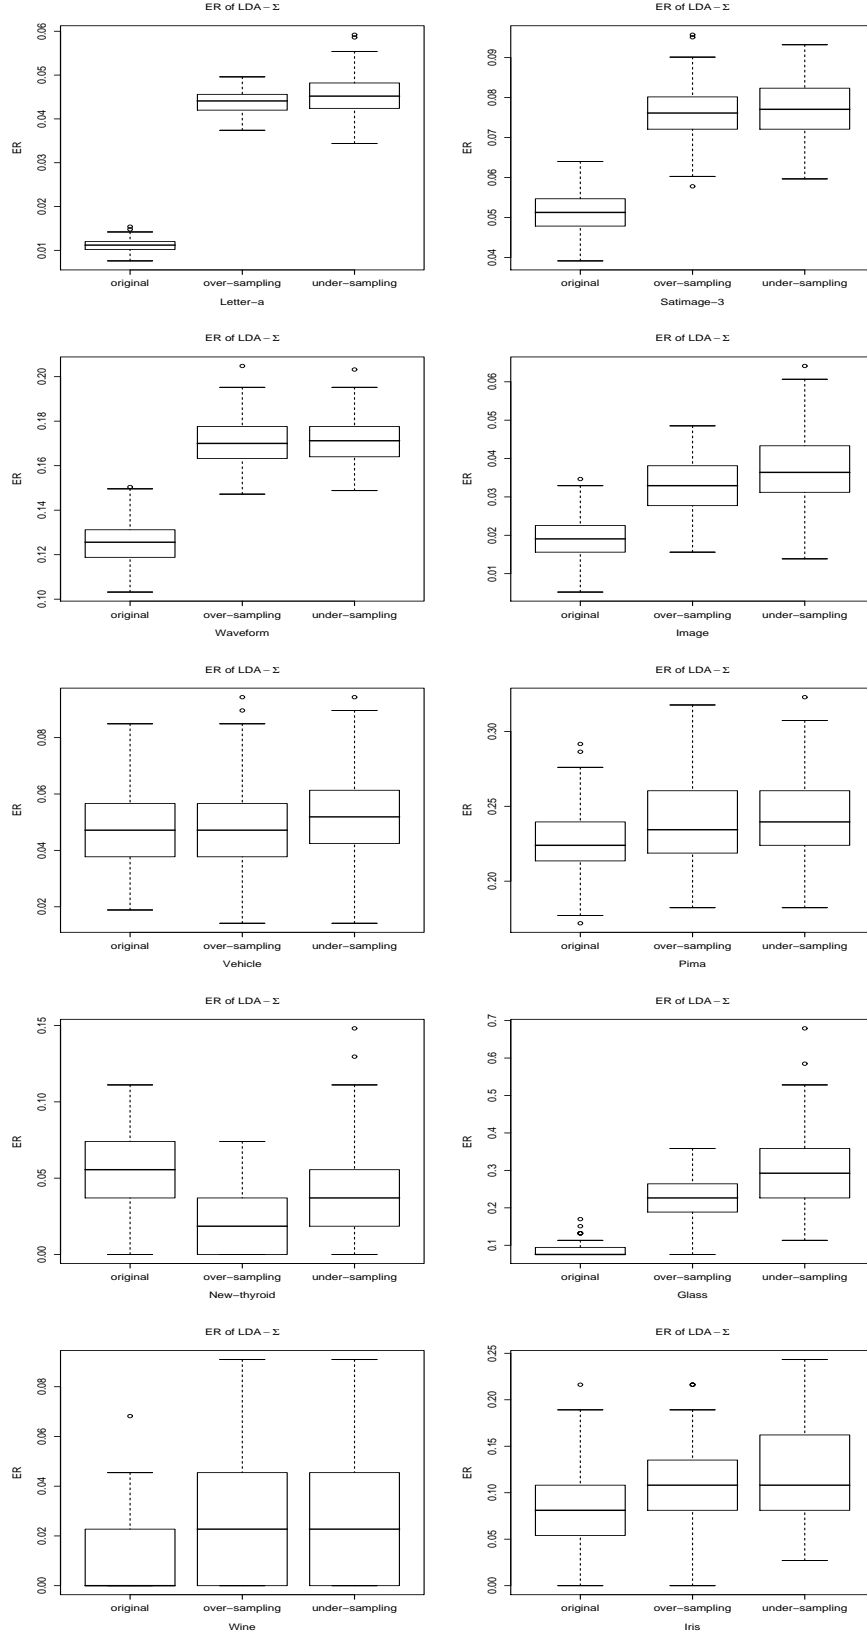 ER of LDA – Σ
ER of LDA – Σ
ER
0.01 0.02 0.03 0.04 0.05 0.06
ER
0.04 0.05 0.06 0.07 0.08 0.09
original over−sampling under−sampling
original over−sampling under−sampling
Letter−a
Satimage−3
ER of LDA – Σ
ER of LDA – Σ
ER
0.10 0.12 0.14 0.16 0.18 0.20
ER
0.01 0.02 0.03 0.04 0.05 0.06
original over−sampling under−sampling
original over−sampling under−sampling
Waveform
Image
ER of LDA – Σ
ER of LDA – Σ
ER
0.02 0.04 0.06 0.08
ER
0.20 0.25 0.30
original over−sampling under−sampling
original over−sampling under−sampling
Vehicle
Pima
ER of LDA – Σ
ER of LDA – Σ
ER
0.00 0.05 0.10 0.15
ER
0.1 0.2 0.3 0.4 0.5 0.6 0.7
original over−sampling under−sampling
original over−sampling under−sampling
New−thyroid
Glass
ER of LDA – Σ
ER of LDA – Σ
ER
0.00 0.02 0.04 0.06 0.08
ER
0.00 0.05 0.10 0.15 0.20 0.25
original over−sampling under−sampling
original over−sampling under−sampling
Wine
Iris